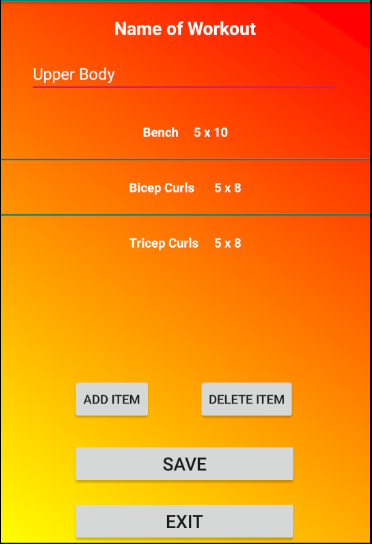 Name of Workout
Upper Body
Bench 5 x 10
Bicep Curls 5 x 8
Tricep Curls 5 x 8
ADD ITEM DELETE ITEM
SAVE
EXIT